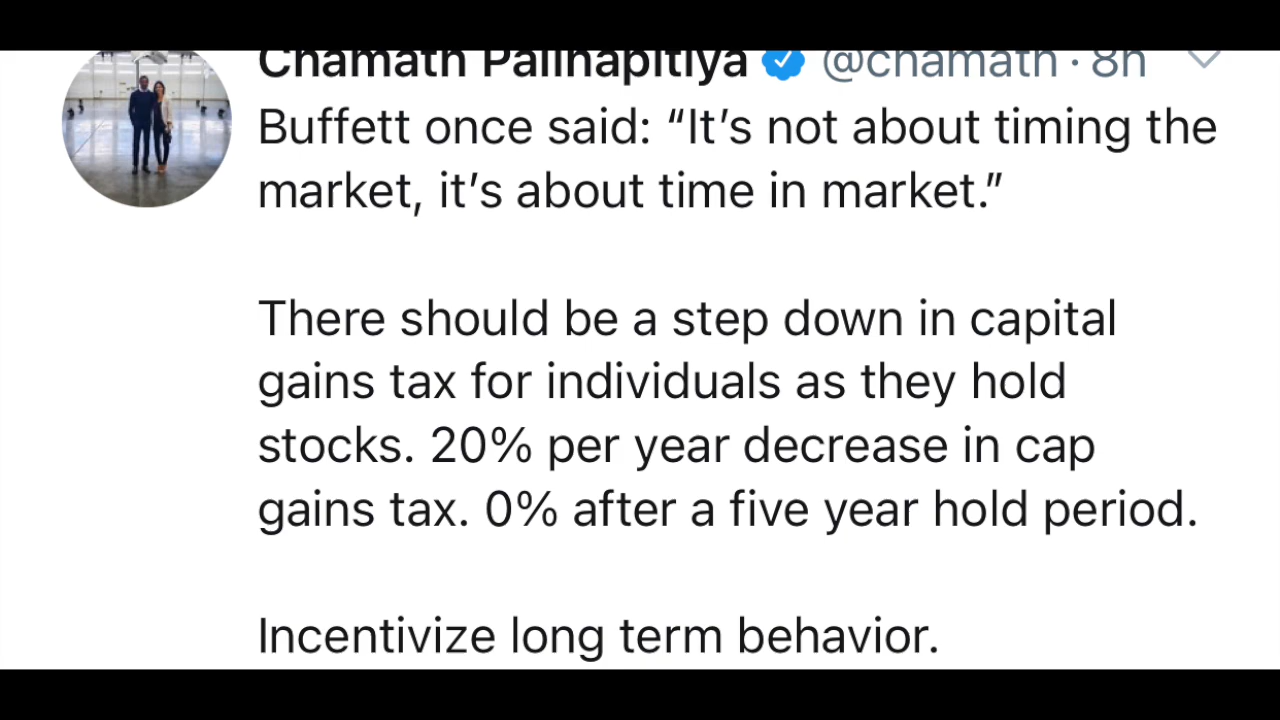 Chamath Palihapitiya @chamath · 8h
Buffett once said: “It’s not about timing the
market, it’s about time in market.”
There should be a step down in capital
gains tax for individuals as they hold
stocks. 20% per year decrease in cap
gains tax. 0% after a five year hold period.
Incentivize long term behavior.